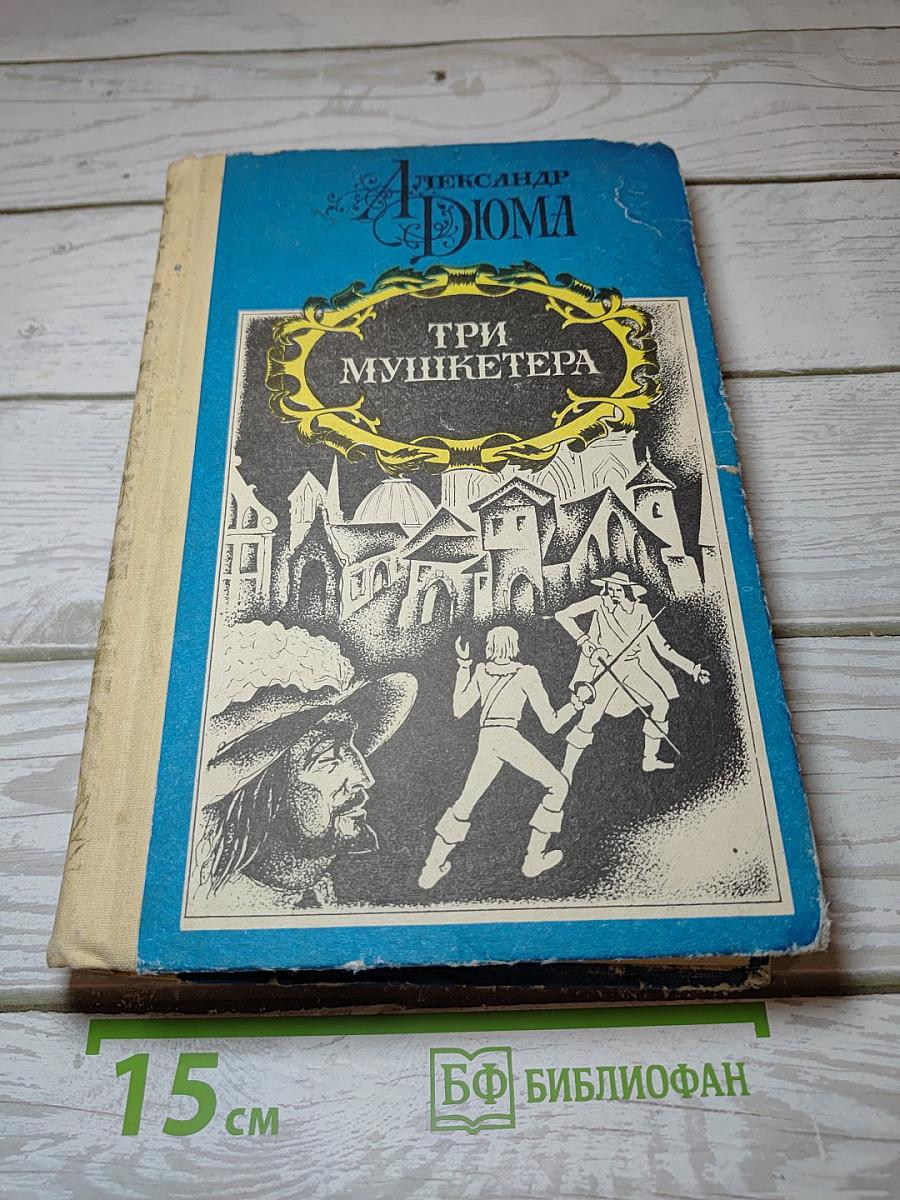 АЛЕКСАНДР
ДЮМА
ТРИ
МУШКЕТЕРА
15 см
БФ БИБЛИОФАН